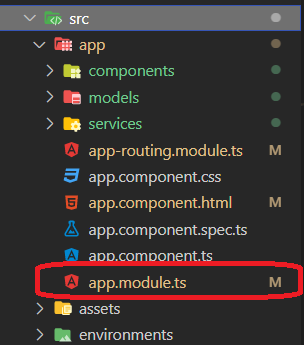 src
app
components
models
services
app-routing.module.ts M
app.component.css
app.component.html M
app.component.spec.ts
app.component.ts
app.module.ts M
assets
environments